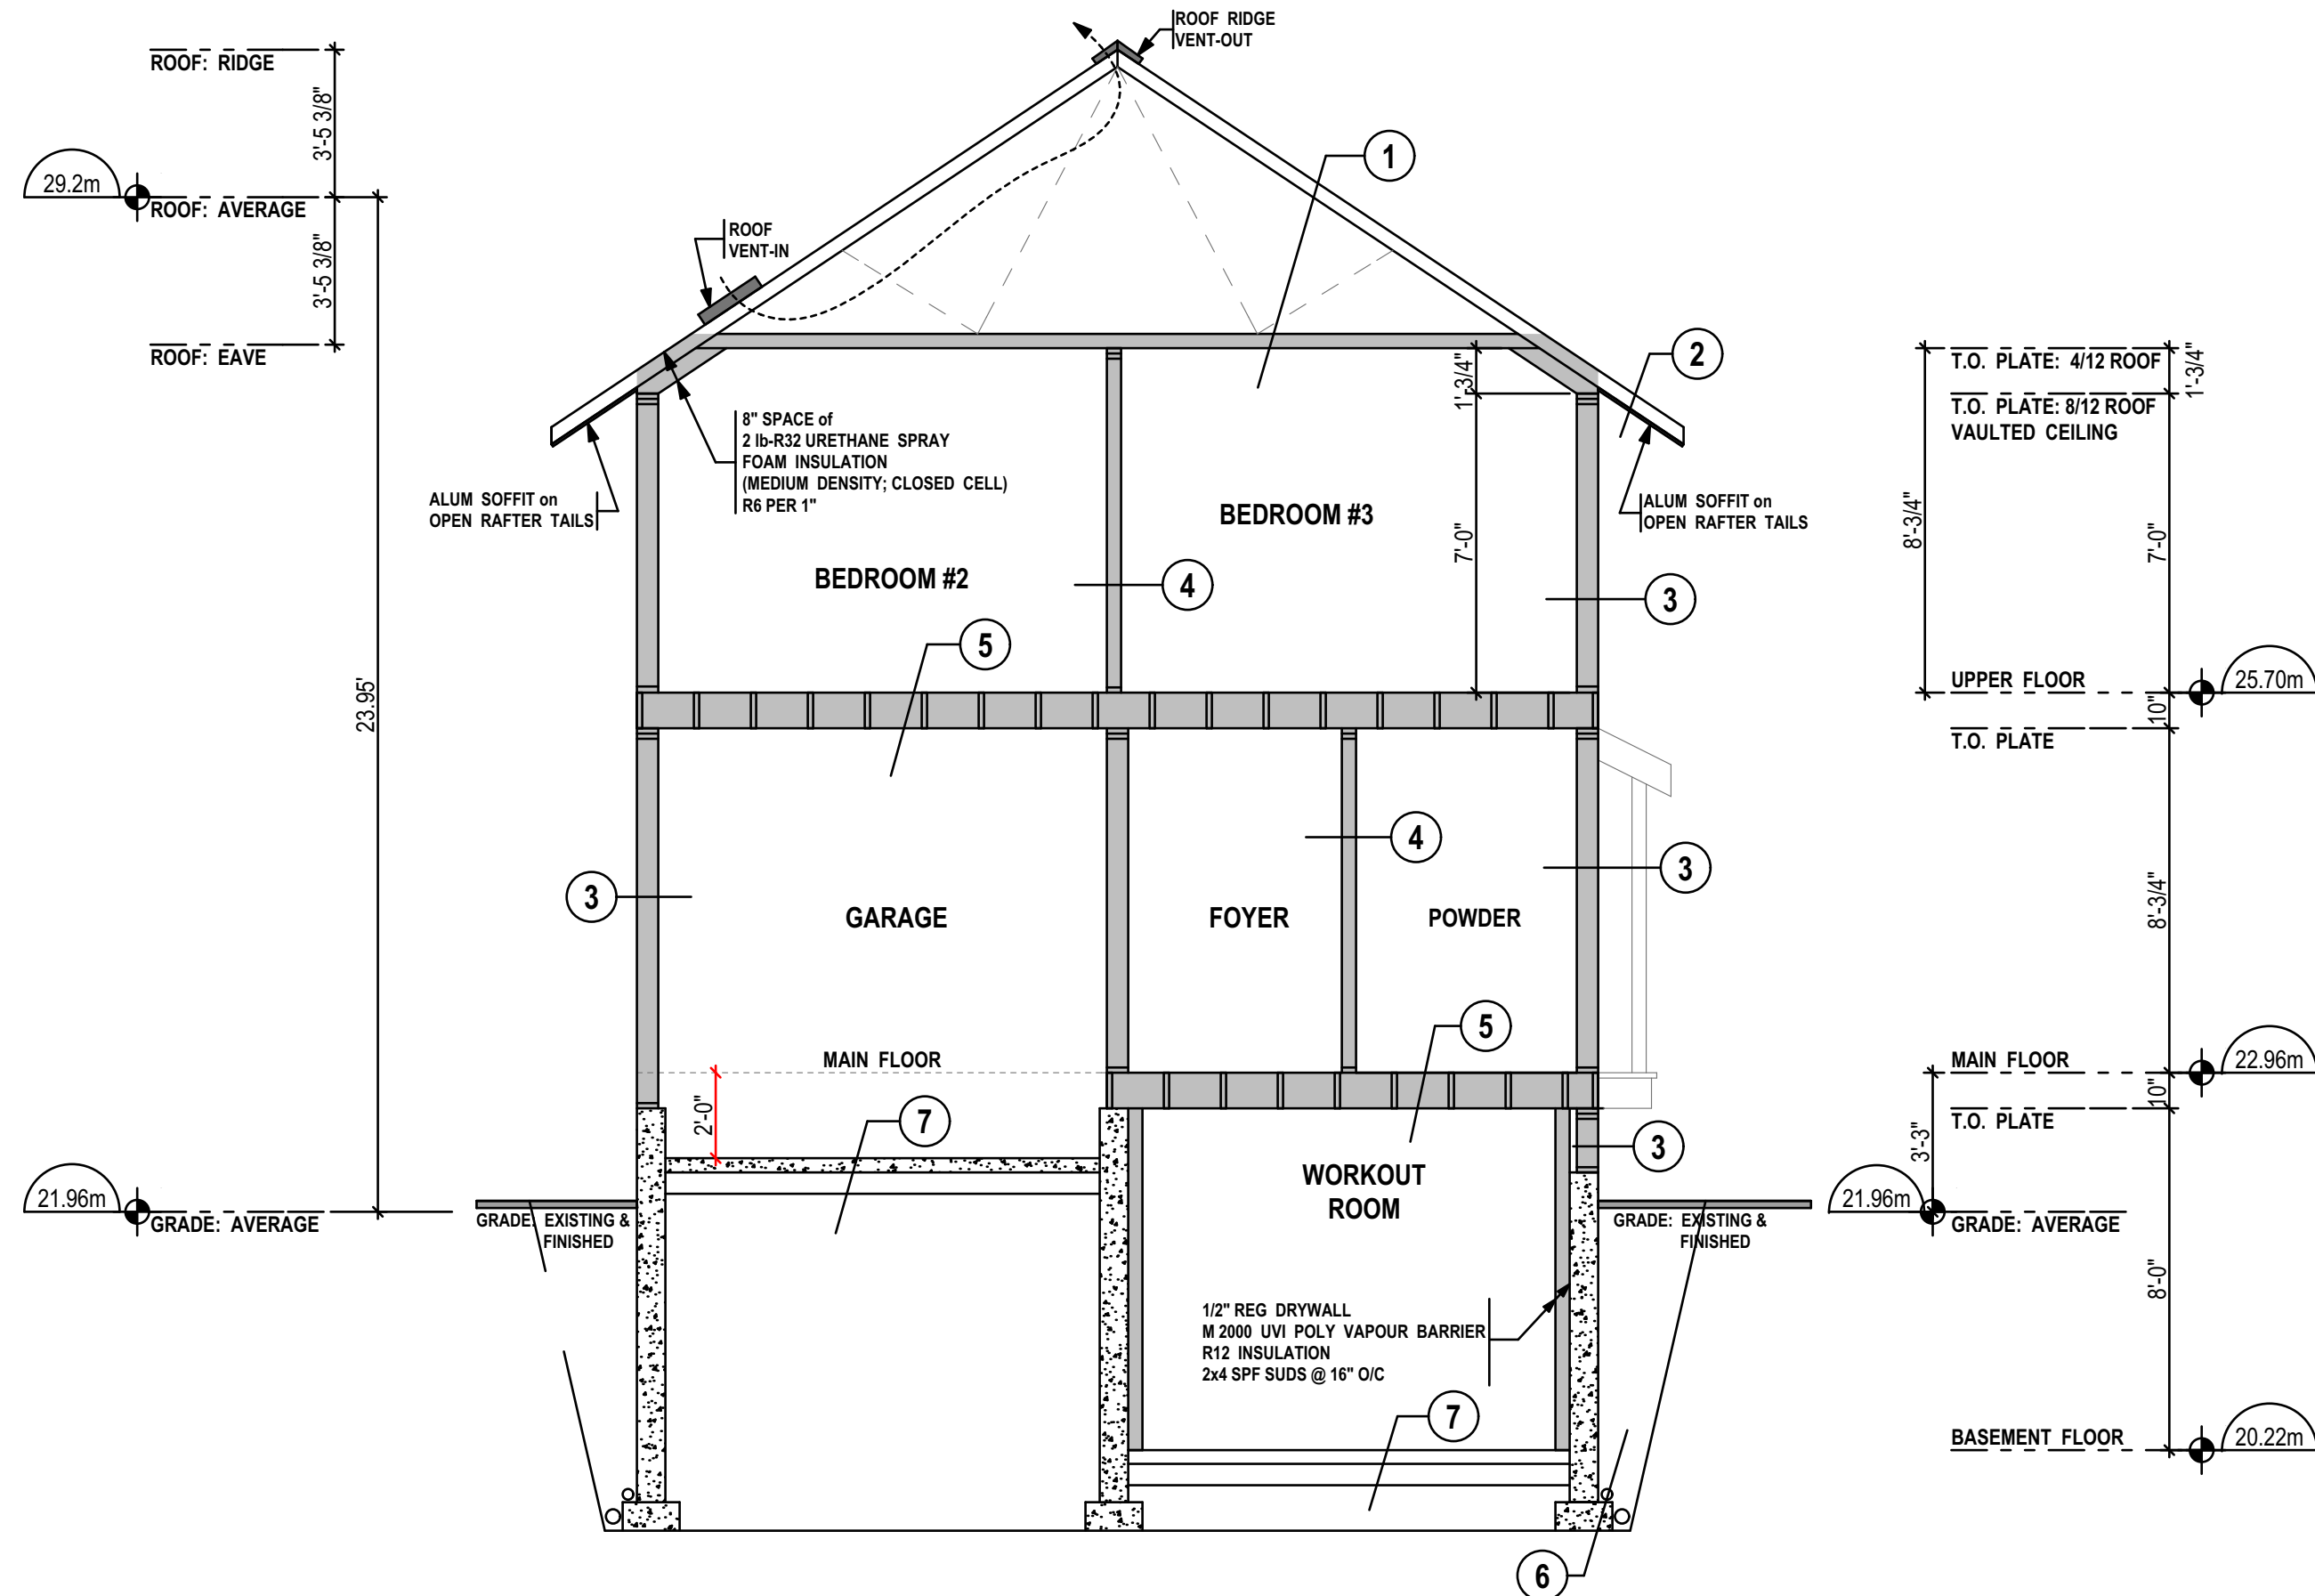 ROOF RIDGE
VENT-OUT
ROOF: RIDGE
3'-5 3/8"
29.2m
ROOF: AVERAGE
3'-5 3/8"
ROOF: EAVE
23.95'
21.96m
GRADE: AVERAGE
ROOF
VENT-IN
1
2
8" SPACE of
2 lb-R32 URETHANE SPRAY
FOAM INSULATION
(MEDIUM DENSITY; CLOSED CELL)
R6 PER 1"
ALUM SOFFIT on
OPEN RAFTER TAILS
ALUM SOFFIT on
OPEN RAFTER TAILS
1'-3/4"
7'-0"
BEDROOM #3
BEDROOM #2
4
3
5
T.O. PLATE: 4/12 ROOF
1'-3/4"
T.O. PLATE: 8/12 ROOF
VAULTED CEILING
8'-3/4"
7'-0"
UPPER FLOOR
25.70m
10"
T.O. PLATE
4
3
3
GARAGE
FOYER
POWDER
8'-3/4"
5
MAIN FLOOR
MAIN FLOOR
22.96m
10"
T.O. PLATE
2'-0"
7
3
3'-3"
WORKOUT
ROOM
21.96m
GRADE: AVERAGE
GRADE: EXISTING &
FINISHED
GRADE: EXISTING &
FINISHED
8'-0"
1/2" REG DRYWALL
M 2000 UVI POLY VAPOUR BARRIER
R12 INSULATION
2x4 SPF SUDS @ 16" O/C
7
BASEMENT FLOOR
20.22m
6